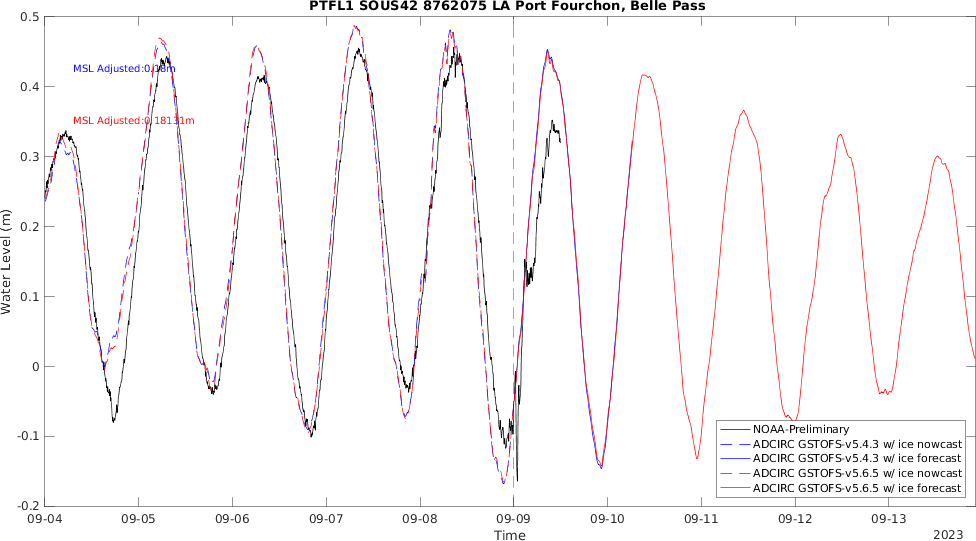 PTFL1 SOUS42 8762075 LA Port Fourchon, Belle Pass
Water Level (m)
0.5
0.4
0.3
0.2
0.1
0
-0.1
-0.2
MSL Adjusted:0.18m
MSL Adjusted:0.18131m
NOAA-Preliminary
ADCIRC GSTOFS-v5.4.3 w/ ice nowcast
ADCIRC GSTOFS-v5.4.3 w/ ice forecast
ADCIRC GSTOFS-v5.6.5 w/ ice nowcast
ADCIRC GSTOFS-v5.6.5 w/ ice forecast
09-04 09-05 09-06 09-07 09-08 09-09 09-10 09-11 09-12 09-13
Time
2023